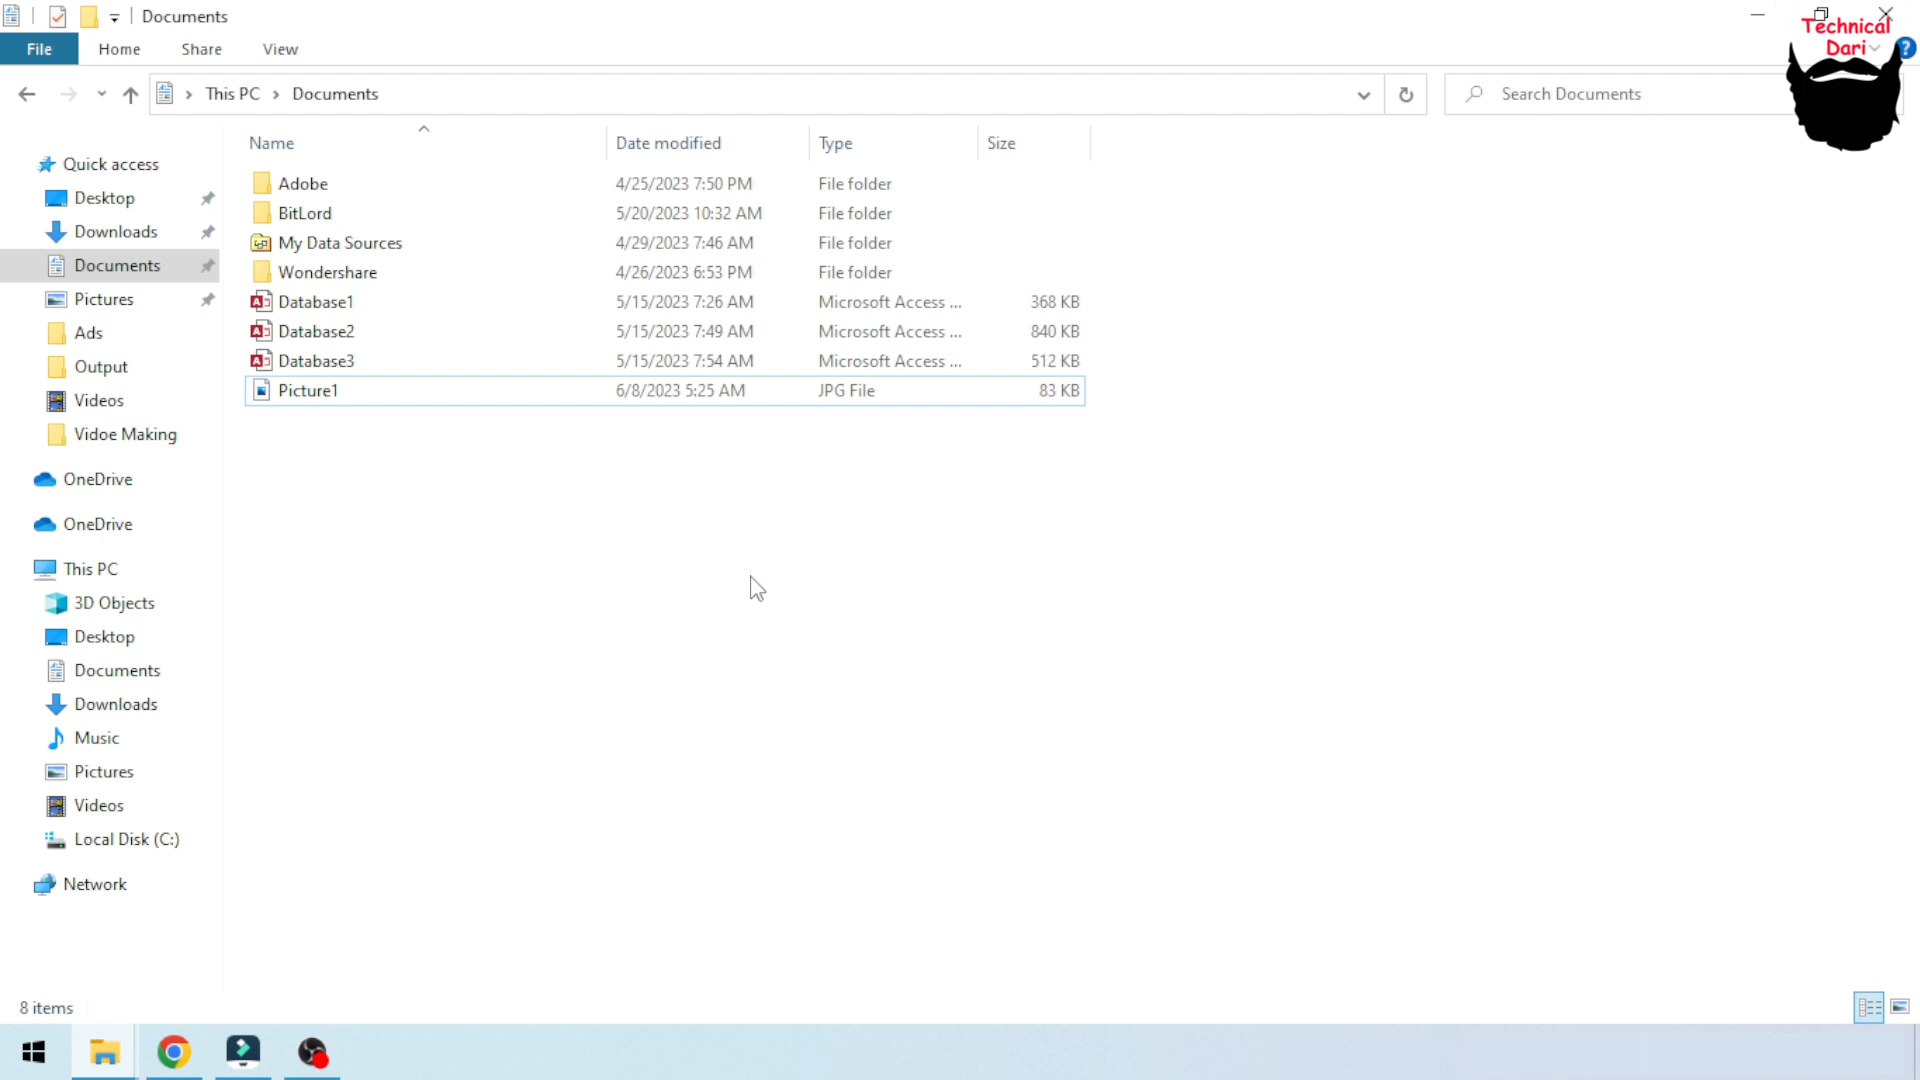 Documents
Technical
Dari
File Home Share View
This PC Documents
Search Documents
Name Date modified Type Size
Quick access
Desktop
Downloads
Documents
Pictures
Ads
Output
Videos
Vidoe Making
OneDrive
OneDrive
This PC
3D Objects
Desktop
Documents
Downloads
Music
Pictures
Videos
Local Disk (C:)
Network
Adobe 4/25/2023 7:50 PM File folder
BitLord 5/20/2023 10:32 AM File folder
My Data Sources 4/29/2023 7:46 AM File folder
Wondershare 4/26/2023 6:53 PM File folder
Database1 5/15/2023 7:26 AM Microsoft Access ... 368 KB
Database2 5/15/2023 7:49 AM Microsoft Access ... 840 KB
Database3 5/15/2023 7:54 AM Microsoft Access ... 512 KB
Picture1 6/8/2023 5:25 AM JPG File 83 KB
8 items